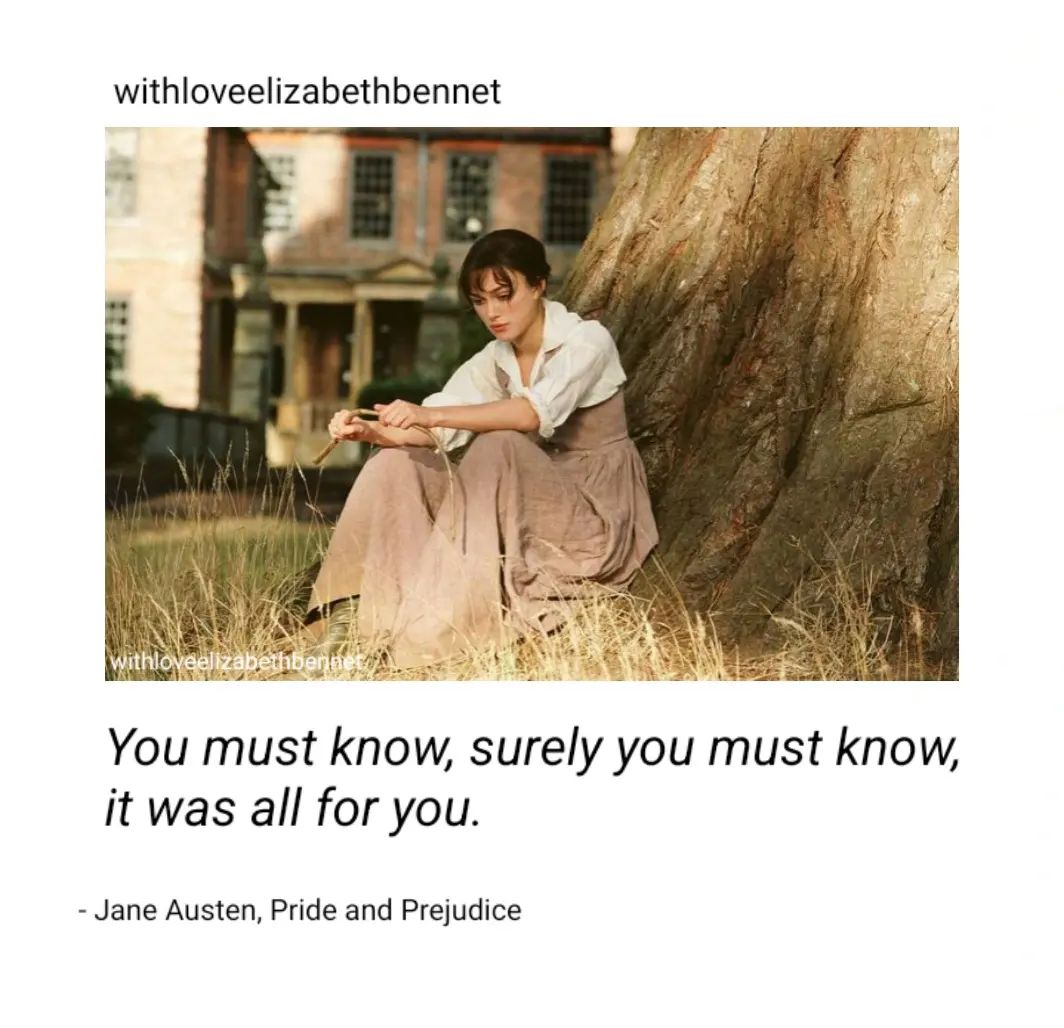 withloveelizabethbennet
withloveelizabethbennet
You must know, surely you must know,
it was all for you.
- Jane Austen, Pride and Prejudice